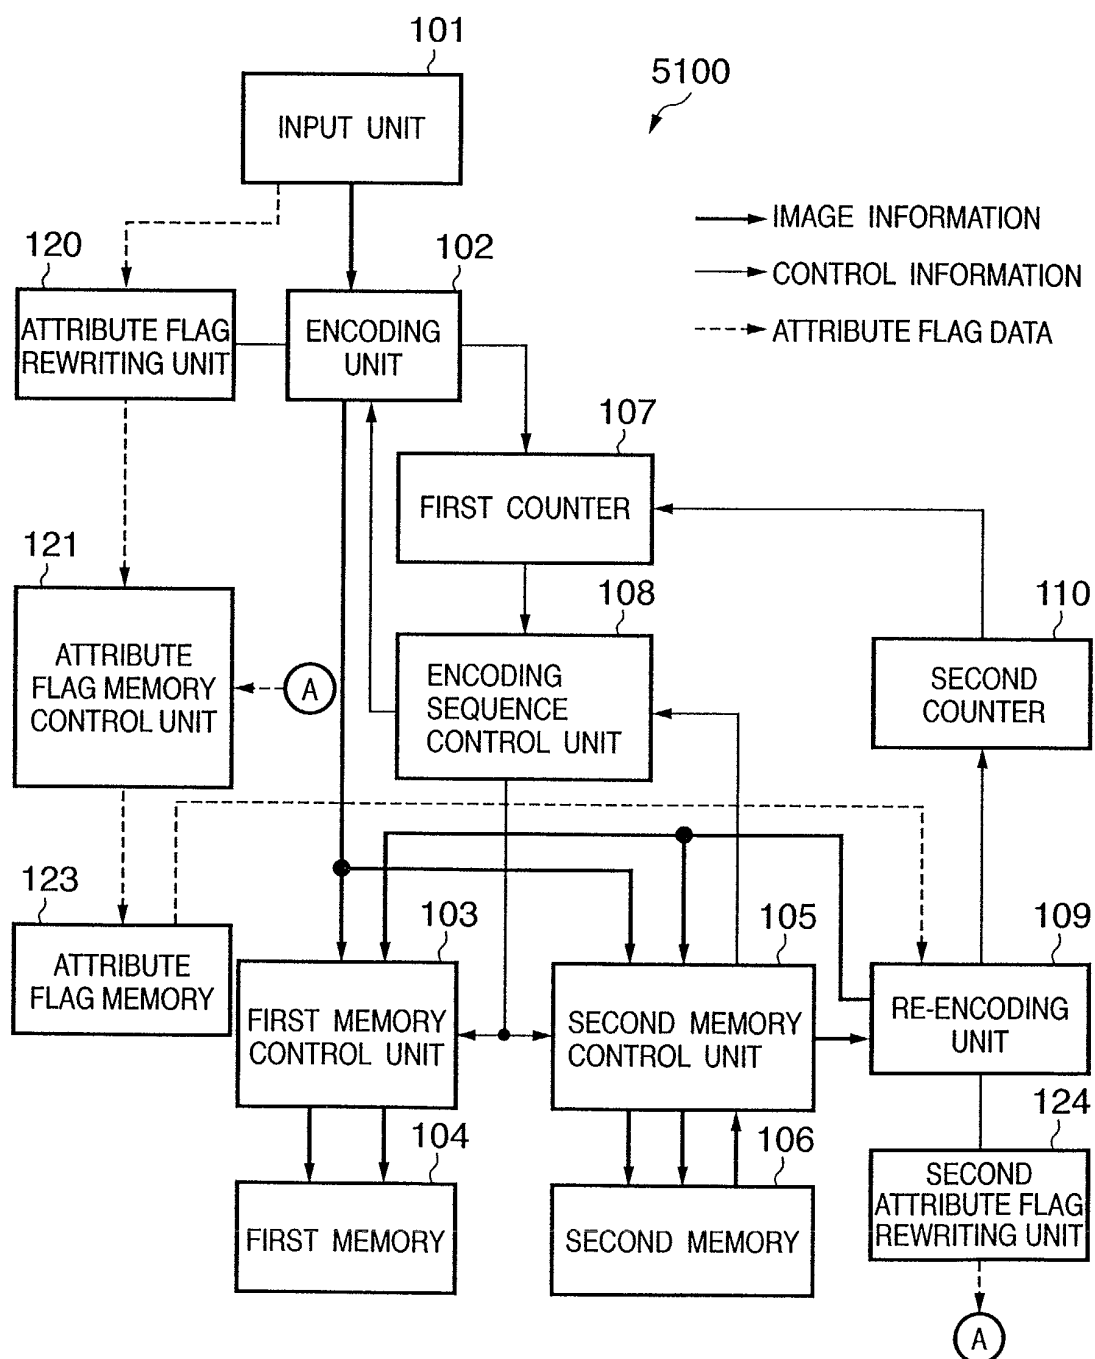 101
INPUT UNIT
5100
IMAGE INFORMATION
CONTROL INFORMATION
ATTRIBUTE FLAG DATA
120
ATTRIBUTE FLAG
REWRITING UNIT
102
ENCODING
UNIT
107
FIRST COUNTER
121
ATTRIBUTE
FLAG MEMORY
CONTROL UNIT
A
108
ENCODING
SEQUENCE
CONTROL UNIT
110
SECOND
COUNTER
123
ATTRIBUTE
FLAG MEMORY
103
FIRST MEMORY
CONTROL UNIT
105
SECOND MEMORY
CONTROL UNIT
109
RE-ENCODING
UNIT
104
FIRST MEMORY
106
SECOND MEMORY
124
SECOND
ATTRIBUTE FLAG
REWRITING UNIT
A